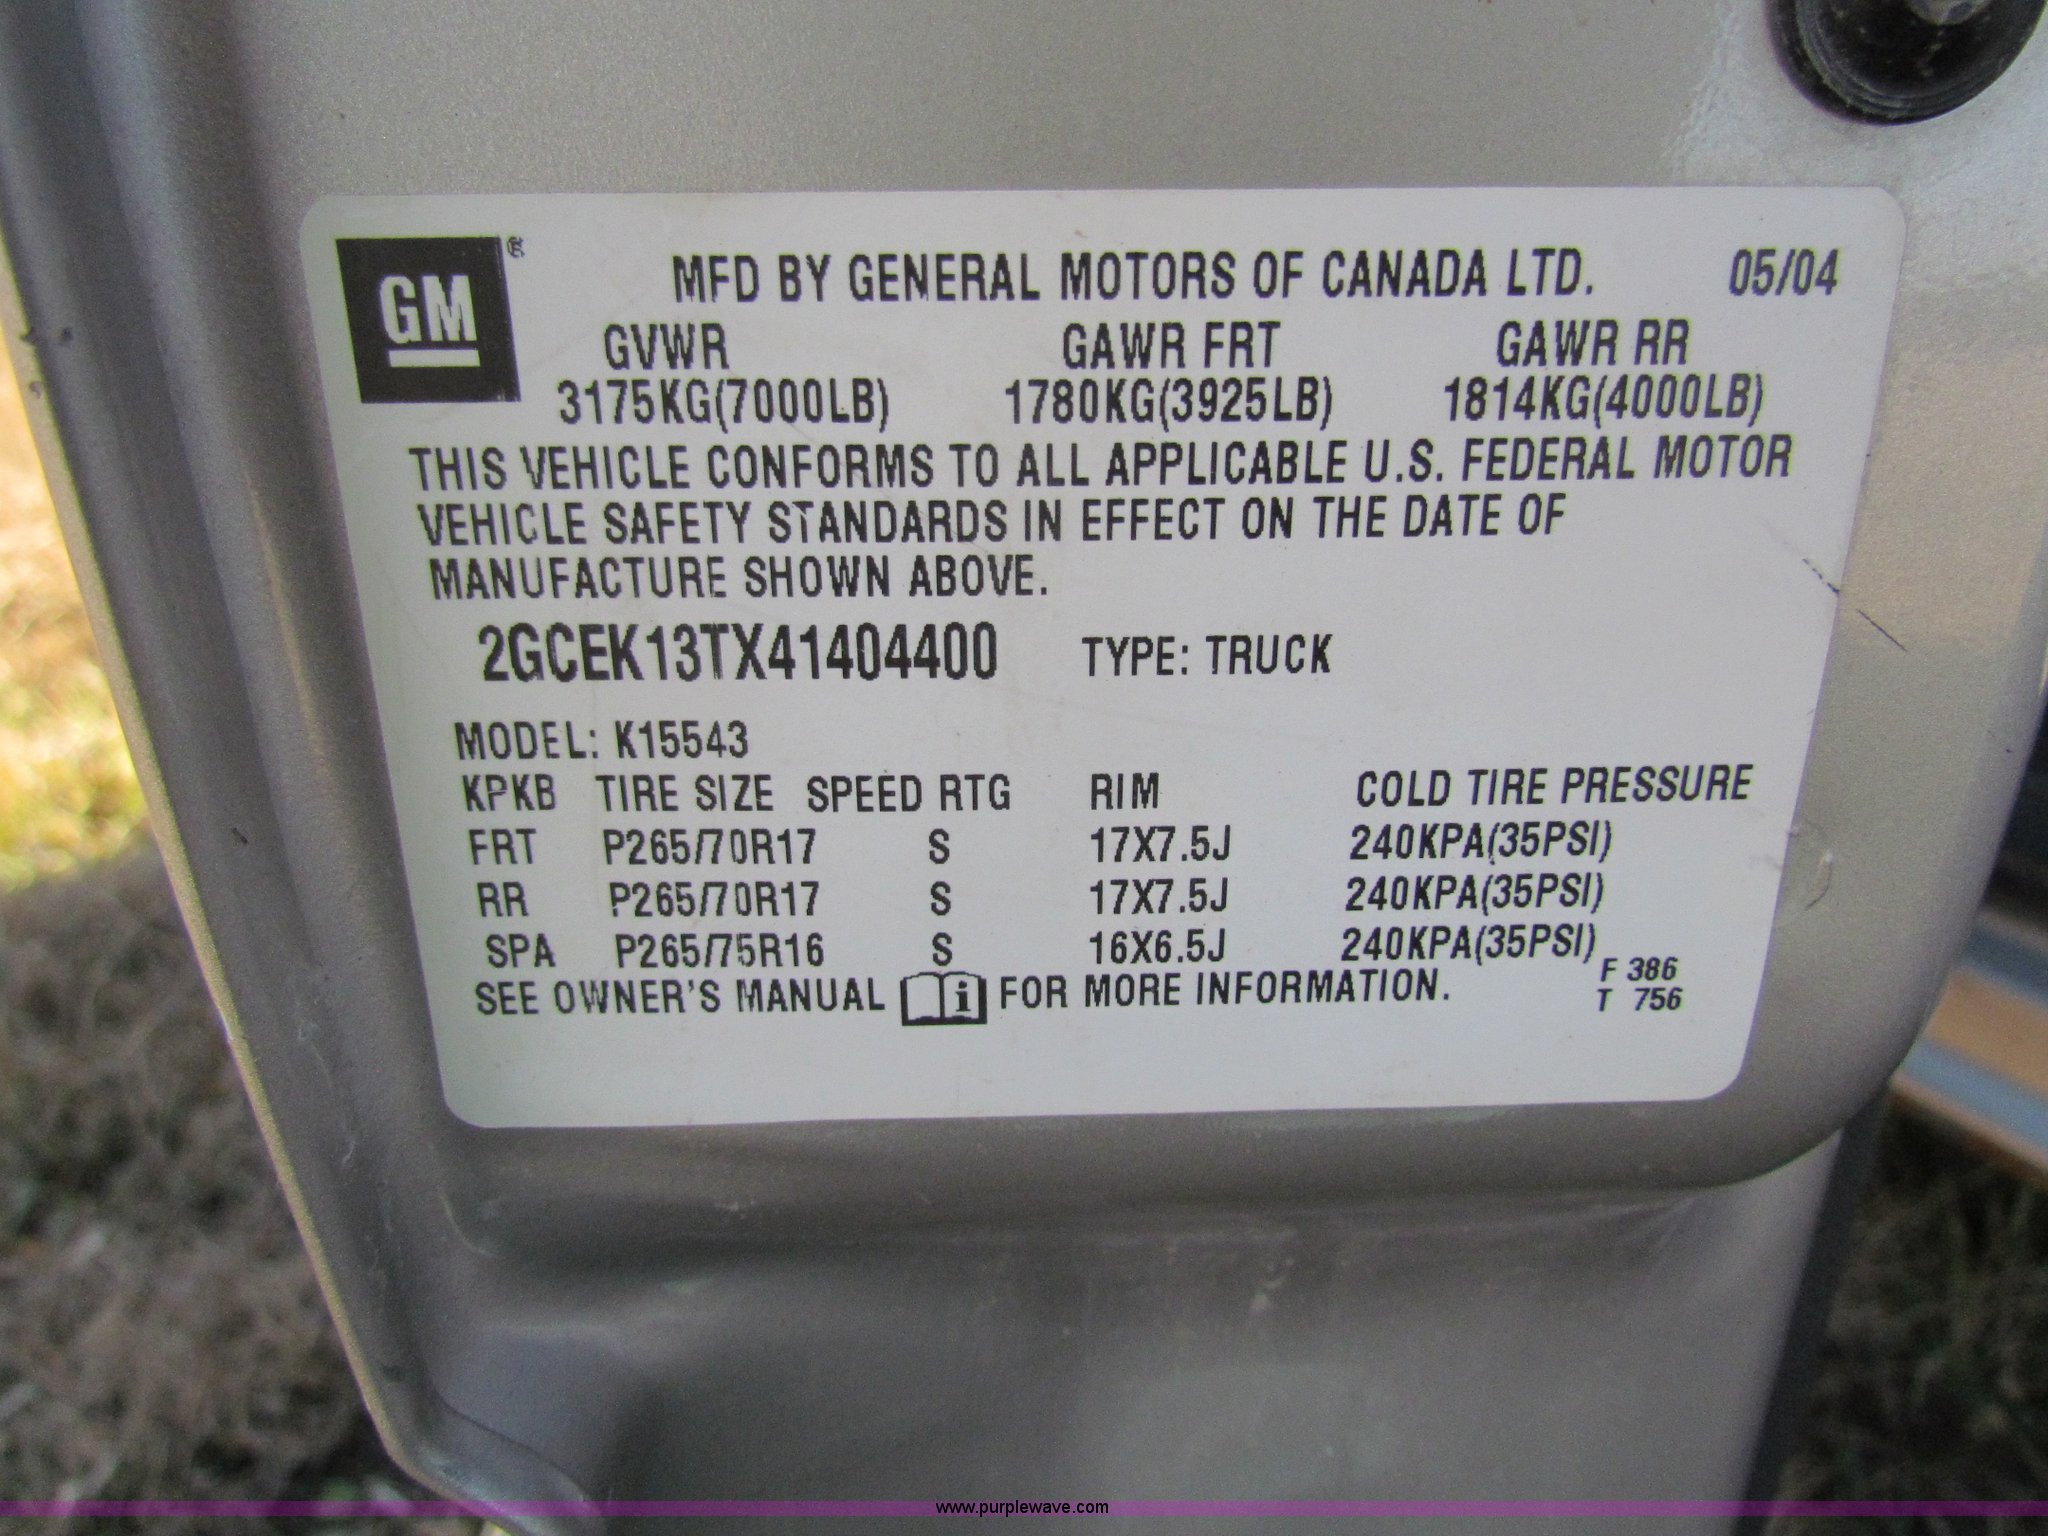 GM ®
MFD BY GENERAL MOTORS OF CANADA LTD. 05/04
GVWR GAWR FRT GAWR RR
3175KG(7000LB) 1780KG(3925LB) 1814KG(4000LB)
THIS VEHICLE CONFORMS TO ALL APPLICABLE U.S. FEDERAL MOTOR
VEHICLE SAFETY STANDARDS IN EFFECT ON THE DATE OF
MANUFACTURE SHOWN ABOVE.
2GCEK13TX41404400 TYPE: TRUCK
MODEL: K15543
KPKB TIRE SIZE SPEED RTG RIM COLD TIRE PRESSURE
FRT P265/70R17 S 17X7.5J 240KPA(35PSI)
RR P265/70R17 S 17X7.5J 240KPA(35PSI)
SPA P265/75R16 S 16X6.5J 240KPA(35PSI)
SEE OWNER'S MANUAL i FOR MORE INFORMATION.
F 386
T 756
www.purplewave.com